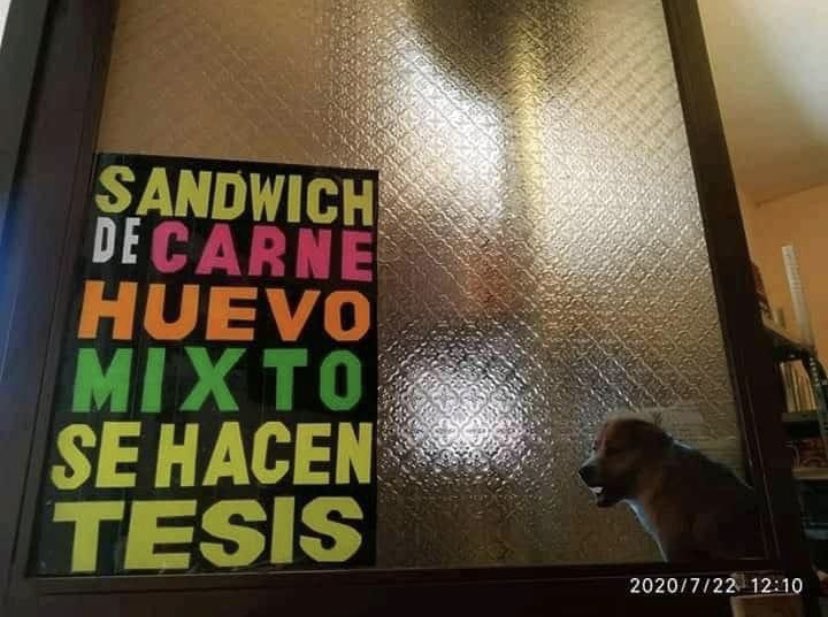 SANDWICH
DE CARNE
HUEVO
MIXTO
SE HACEN
TESIS
2020/7/22 12:10